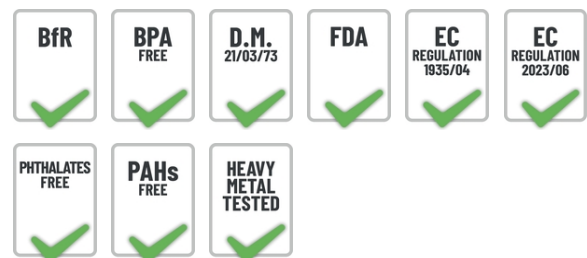 BfR
BPA
FREE
D.M.
21/03/73
FDA
EC
REGULATION
1935/04
EC
REGULATION
2023/06
PHTHALATES
FREE
PAHs
FREE
HEAVY
METAL
TESTED